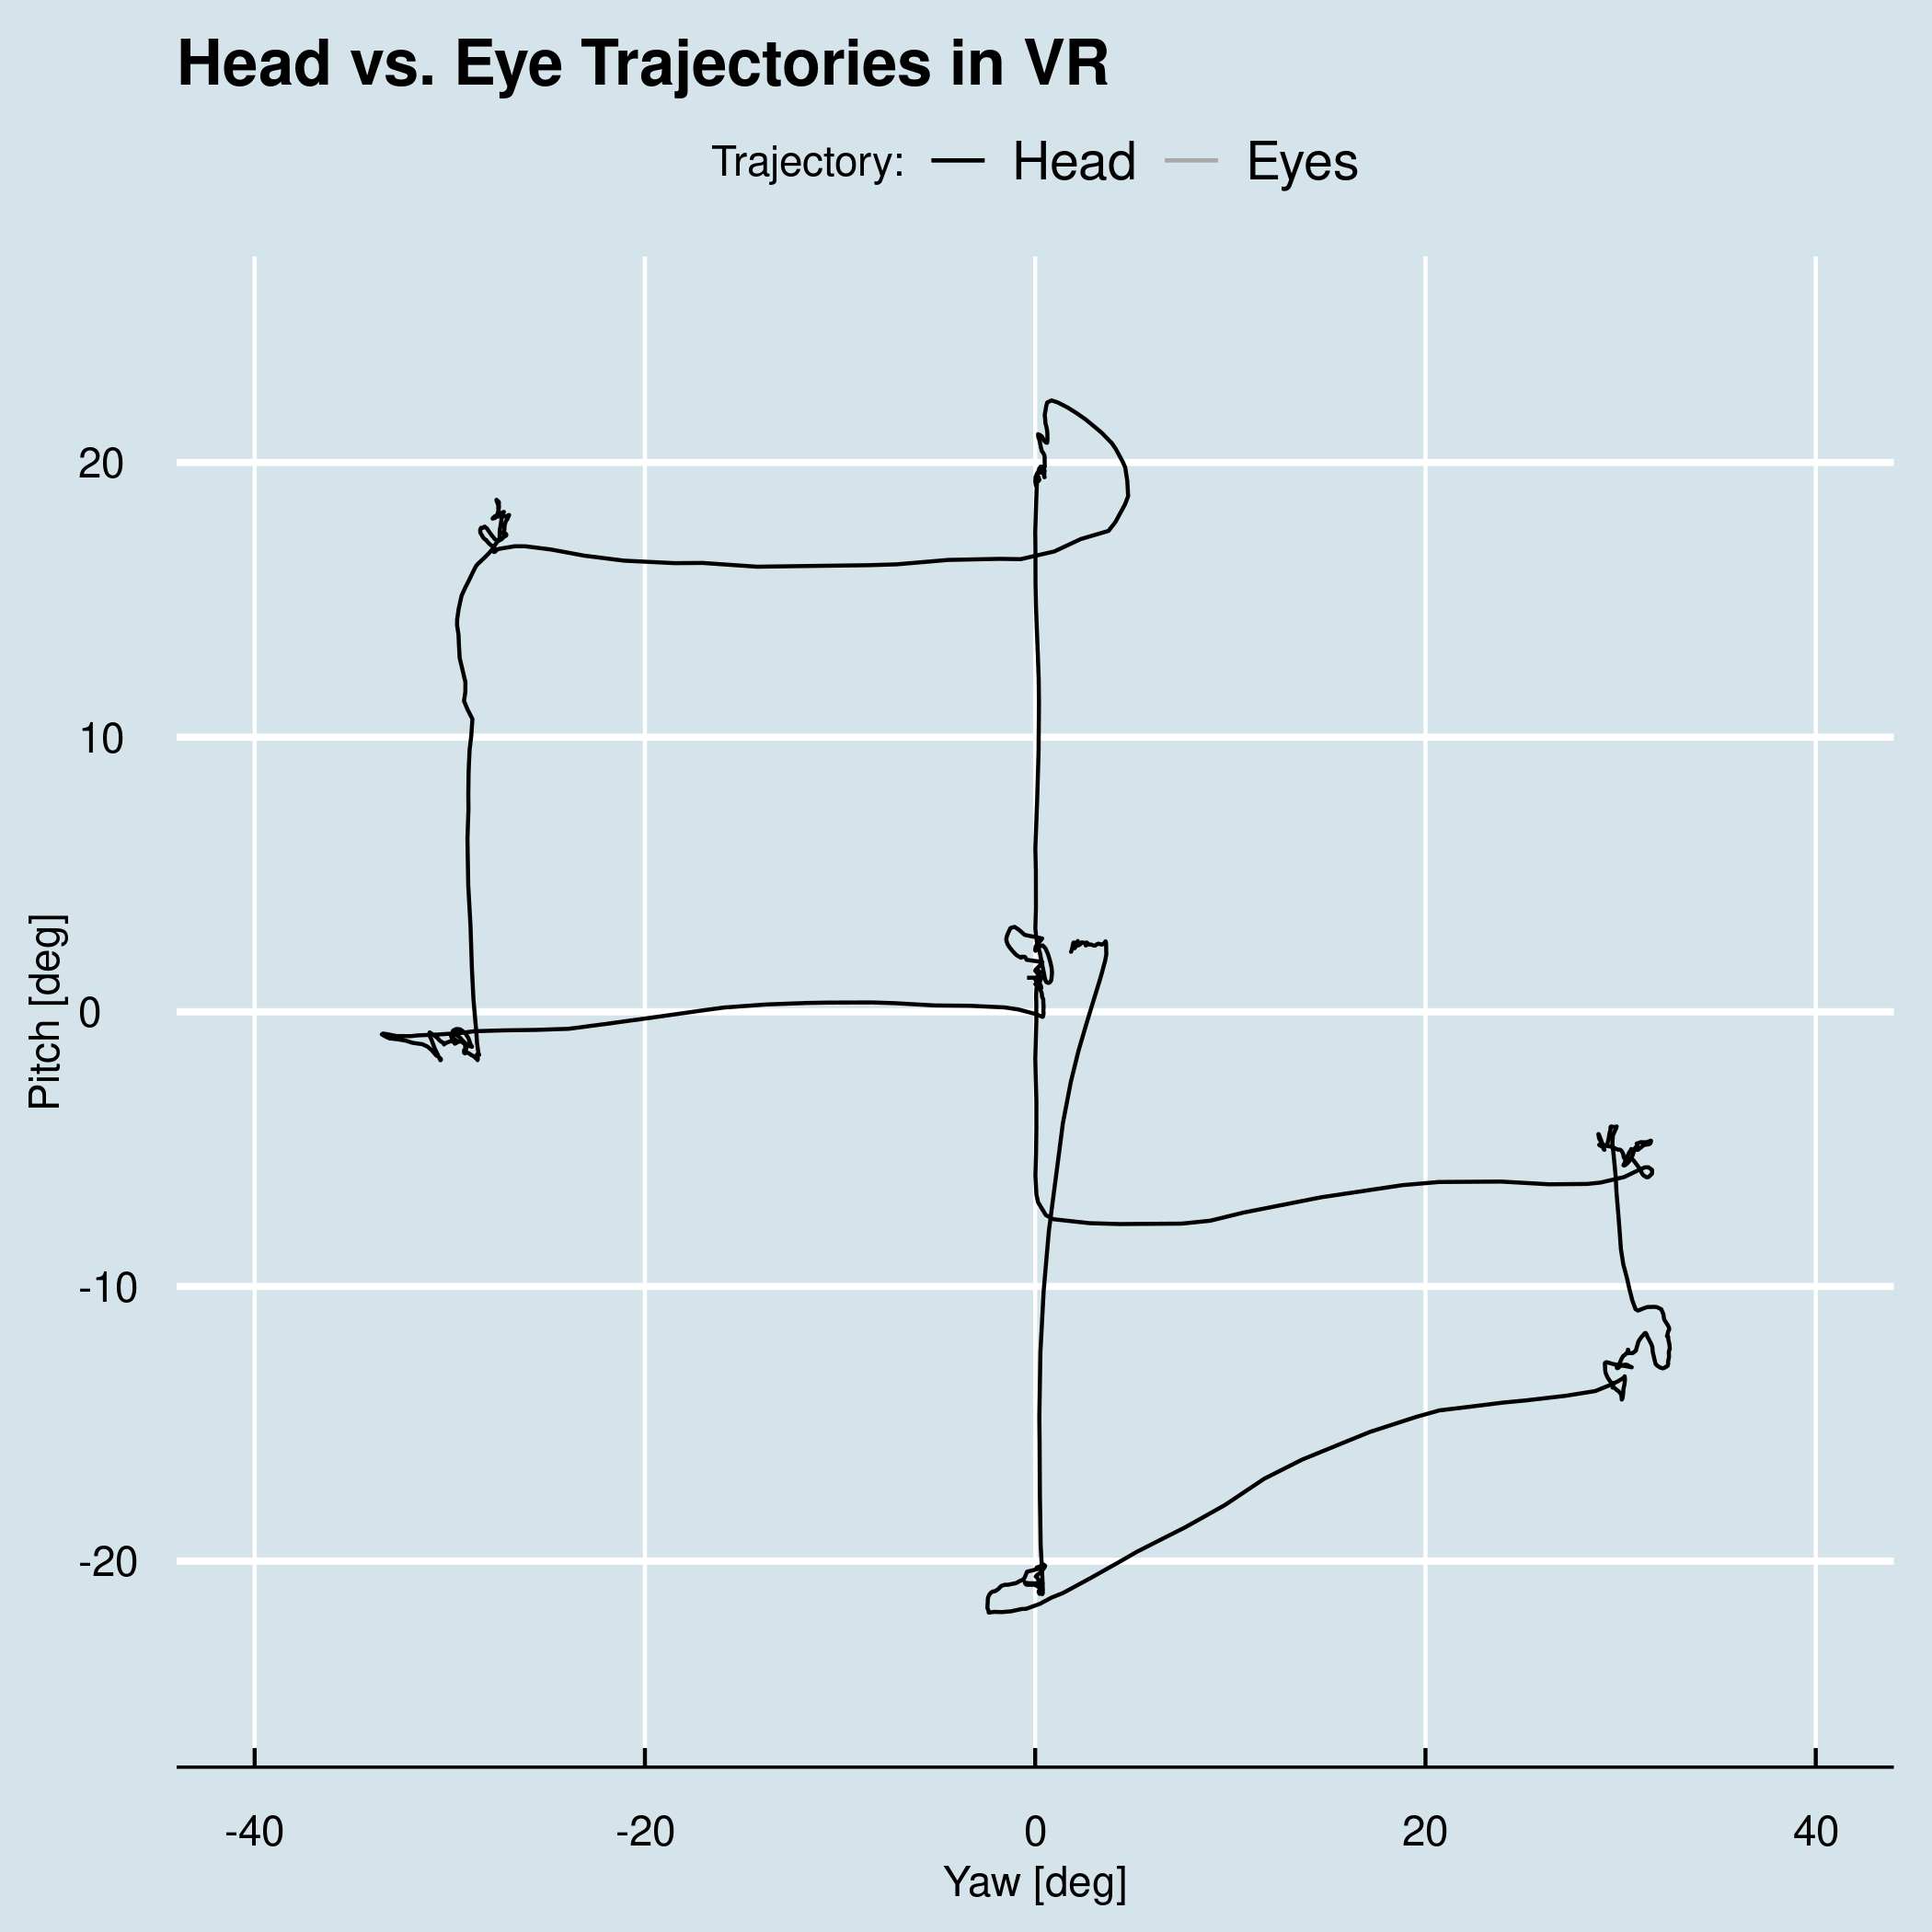 Head vs. Eye Trajectories in VR
Trajectory: Head Eyes
20
10
0
-10
-20
Pitch [deg]
-40 -20 0 20 40
Yaw [deg]